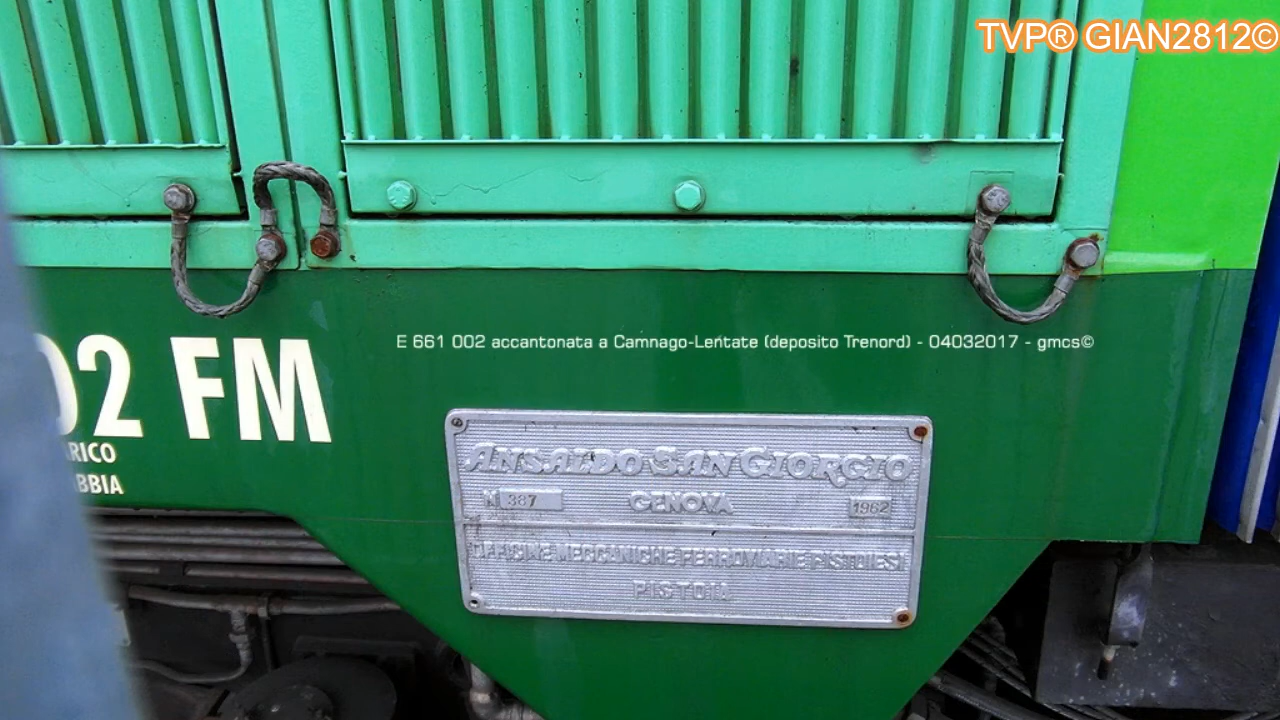 TVP® GIAN2812©
E 661 002 accantonata a Camnago-Lentate (deposito Trenord) - 04032017 - gmcs©
02 FM
RICO
BBIA
ANSALDO SAN GIORGIO
N 387 GENOVA 1962
OFFICINE MECCANICHE FERROVIARIE PISTOIESI
PISTOIA